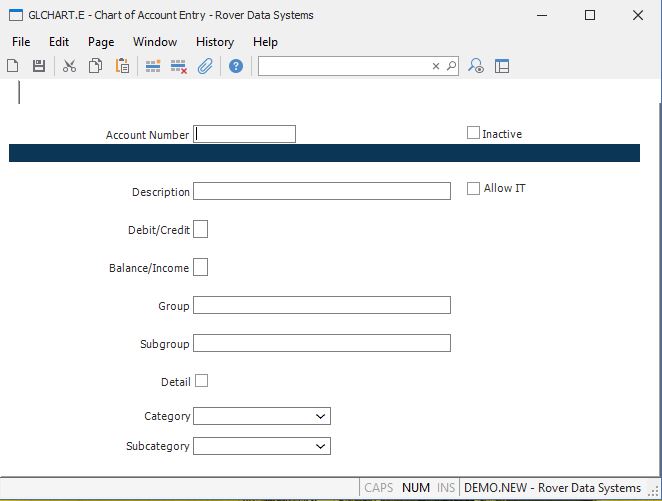 GLCHART.E - Chart of Account Entry - Rover Data Systems
File Edit Page Window History Help
Account Number
Inactive
Description
Allow IT
Debit/Credit
Balance/Income
Group
Subgroup
Detail
Category
Subcategory
CAPS NUM INS DEMO.NEW - Rover Data Systems